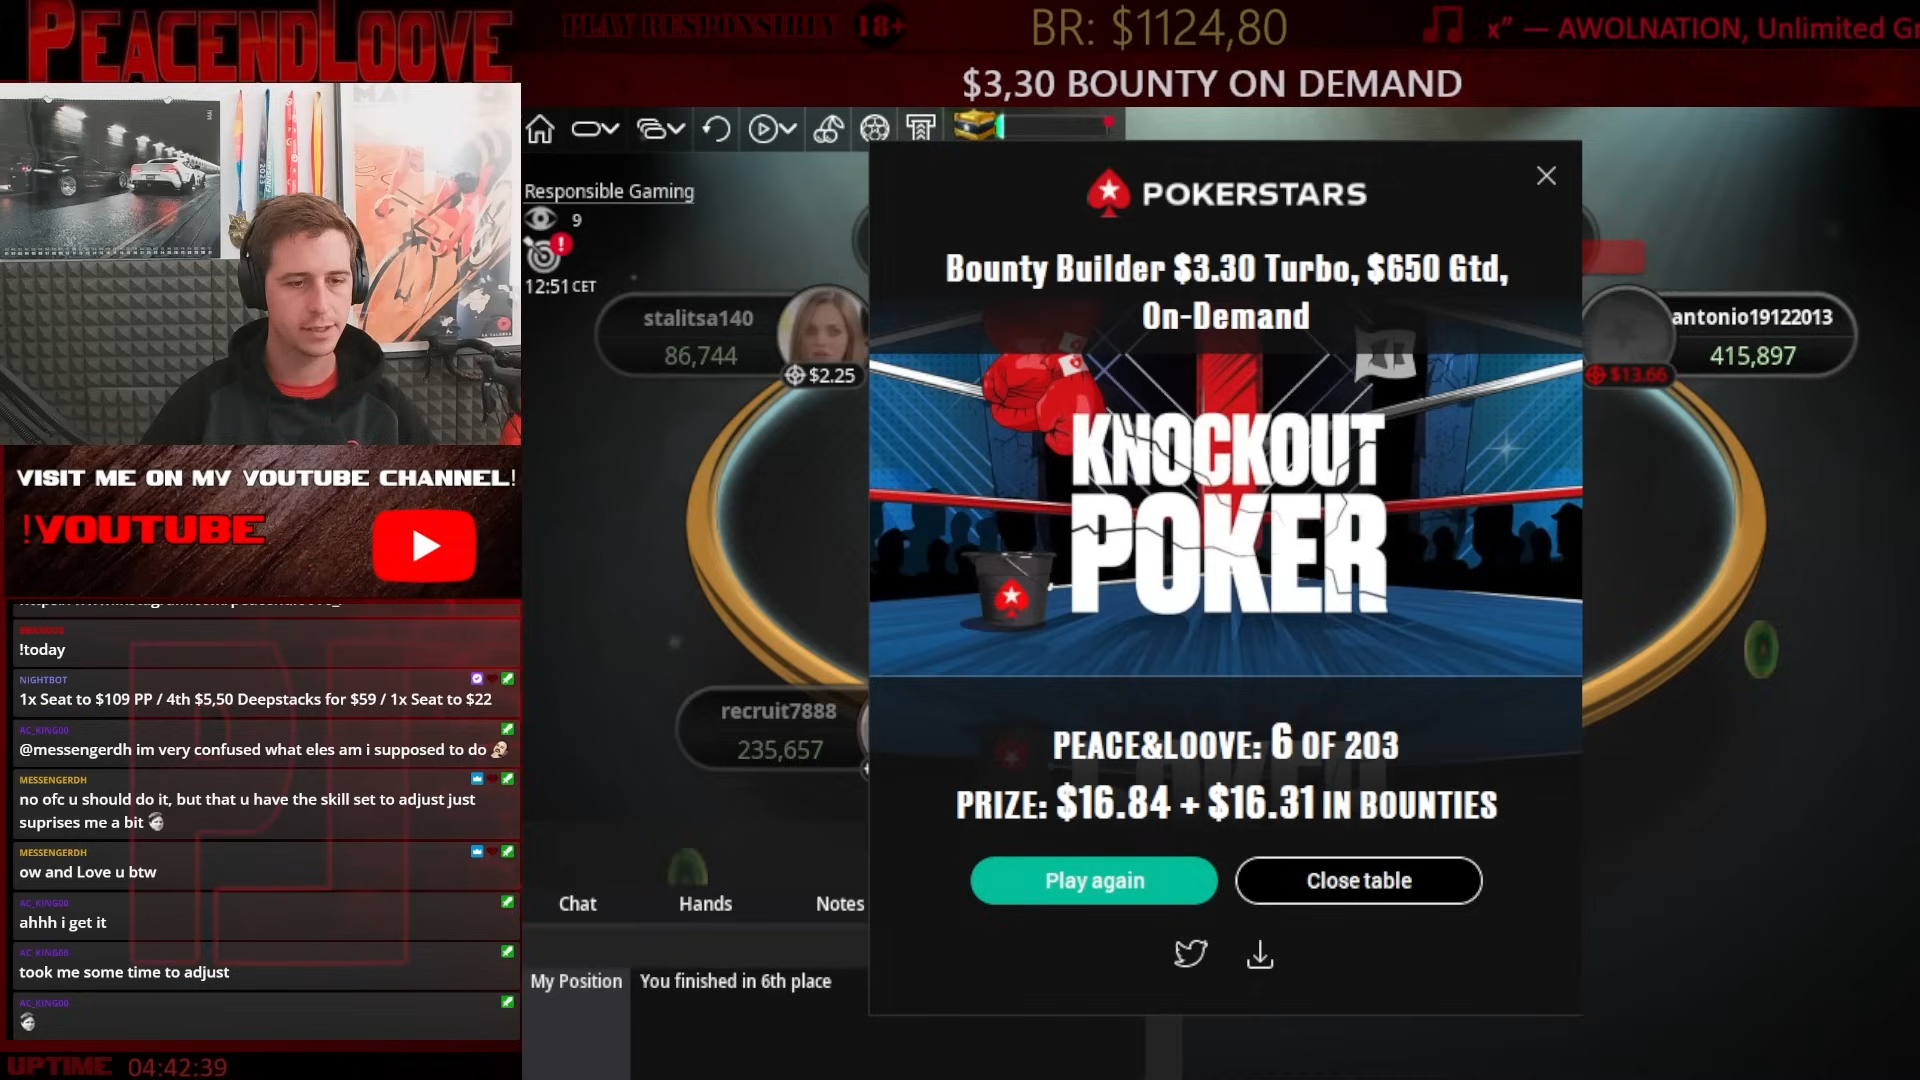 PEACENDLOOVE
PLAY RESPONSIBLY 18+
BR: $1124,80
x” — AWOLNATION, Unlimited Gr
$3,30 BOUNTY ON DEMAND
Responsible Gaming
9
12:51 CET
stalitsa140
86,744
$2.25
POKERSTARS
Bounty Builder $3.30 Turbo, $650 Gtd,
On-Demand
KNOCKOUT
POKER
antonio19122013
415,897
$13.66
recruit7888
235,657
PEACE&LOOVE: 6 OF 203
PRIZE: $16.84 + $16.31 IN BOUNTIES
Play again
Close table
Chat
Hands
Notes
My Position
You finished in 6th place
VISIT ME ON MY YOUTUBE CHANNEL!
!YOUTUBE
!today
NIGHTBOT
1x Seat to $109 PP / 4th $5,50 Deepstacks for $59 / 1x Seat to $22
AC_KING00
@messengerdh im very confused what eles am i supposed to do
MESSENGERDH
no ofc u should do it, but that u have the skill set to adjust just
suprises me a bit
MESSENGERDH
ow and Love u btw
AC_KING00
ahhh i get it
AC_KING00
took me some time to adjust
AC_KING00
UPTIME 04:42:39